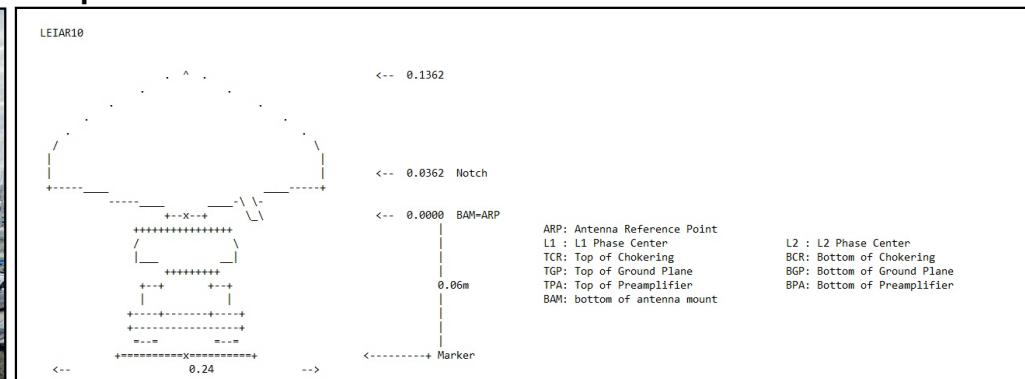 LEIAR10
<-- 0.1362
<-- 0.0362 Notch
<-- 0.0000 BAM=ARP
ARP: Antenna Reference Point
L1 : L1 Phase Center L2 : L2 Phase Center
TCR: Top of Chokering BCR: Bottom of Chokering
TGP: Top of Ground Plane BGP: Bottom of Ground Plane
0.06m TPA: Top of Preamplifier BPA: Bottom of Preamplifier
BAM: bottom of antenna mount
<---------+ Marker
<-- 0.24 -->